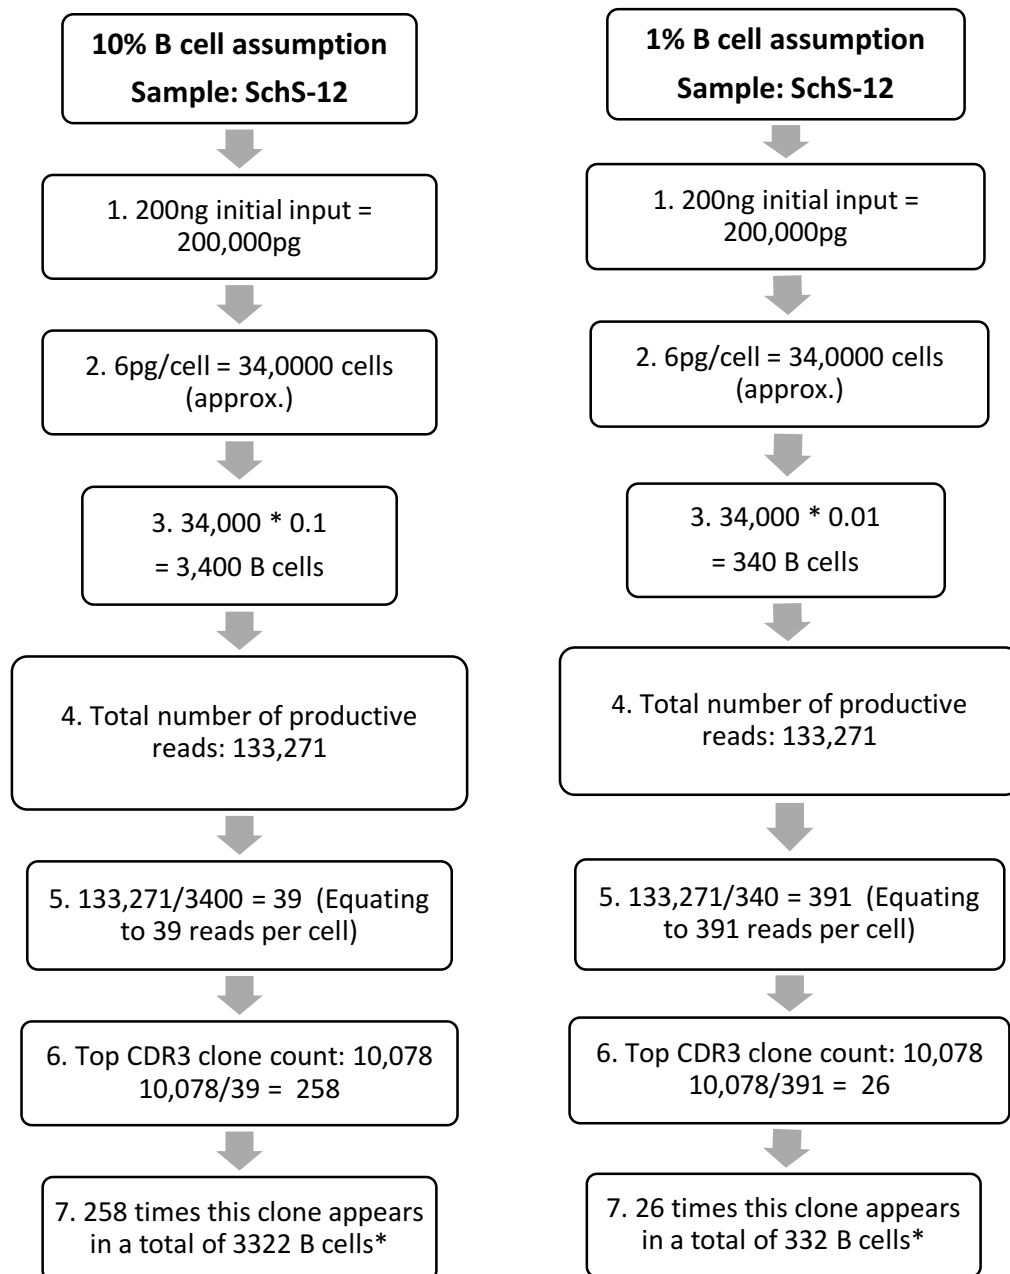 10% B cell assumption
Sample: SchS-12
1. 200ng initial input =
200,000pg
2. 6pg/cell = 34,0000 cells
(approx.)
3. 34,000 * 0.1
= 3,400 B cells
4. Total number of productive
reads: 133,271
5. 133,271/3400 = 39 (Equating
to 39 reads per cell)
6. Top CDR3 clone count: 10,078
10,078/39 = 258
7. 258 times this clone appears
in a total of 3322 B cells*
1% B cell assumption
Sample: SchS-12
1. 200ng initial input =
200,000pg
2. 6pg/cell = 34,0000 cells
(approx.)
3. 34,000 * 0.01
= 340 B cells
4. Total number of productive
reads: 133,271
5. 133,271/340 = 391 (Equating
to 391 reads per cell)
6. Top CDR3 clone count: 10,078
10,078/391 = 26
7. 26 times this clone appears
in a total of 332 B cells*